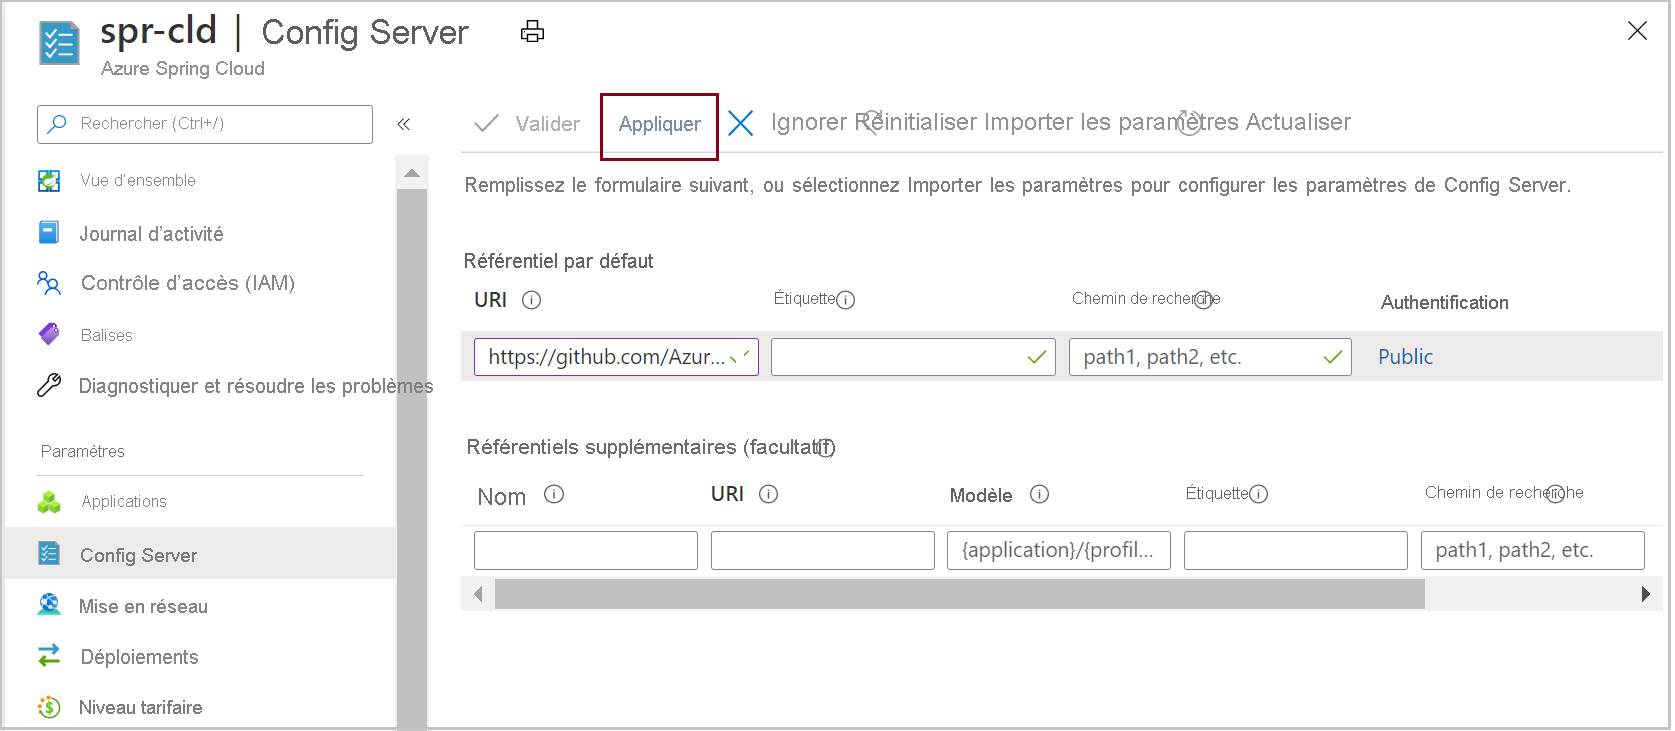 spr-cld | Config Server
Azure Spring Cloud
Rechercher (Ctrl+/)
«
Valider
Appliquer
Ignorer Réinitialiser Importer les paramètres Actualiser
Vue d'ensemble
Journal d'activité
Contrôle d'accès (IAM)
Balises
Diagnostiquer et résoudre les problèmes
Paramètres
Applications
Config Server
Mise en réseau
Déploiements
Niveau tarifaire
Remplissez le formulaire suivant, ou sélectionnez Importer les paramètres pour configurer les paramètres de Config Server.
Référentiel par défaut
URI Étiquette Chemin de recherche Authentification
https://github.com/Azur... path1, path2, etc. Public
Référentiels supplémentaires (facultatif)
Nom URI Modèle Étiquette Chemin de recherche
{application}/{profil... path1, path2, etc.